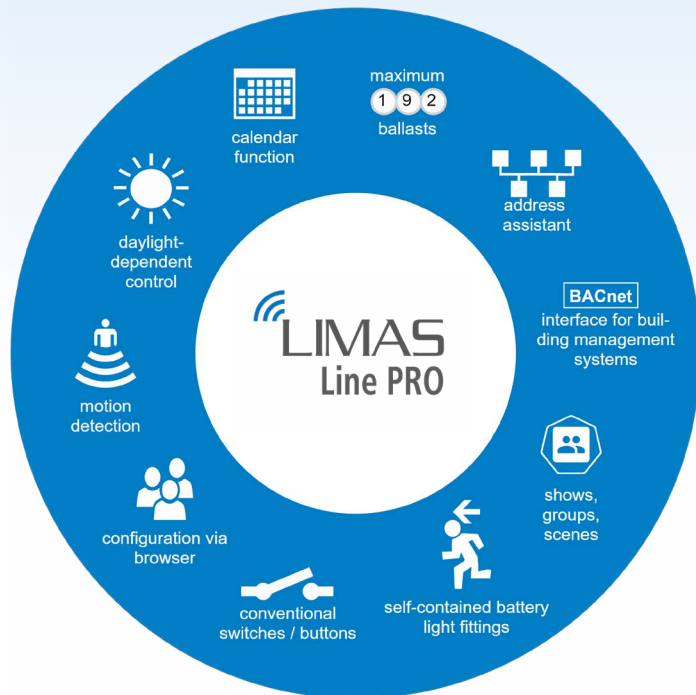 maximum
1 9 2
ballasts
address
assistant
BACnet
interface for buil-
ding management
systems
shows,
groups,
scenes
self-contained battery
light fittings
conventional
switches / buttons
configuration via
browser
motion
detection
daylight-
dependent
control
calendar
function
LIMAS
Line PRO